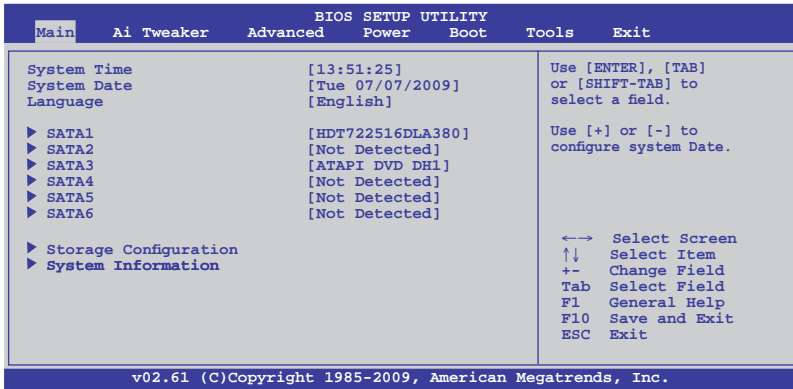 BIOS SETUP UTILITY
Main Ai Tweaker Advanced Power Boot Tools Exit
System Time [13:51:25]
System Date [Tue 07/07/2009]
Language [English]
SATA1 [HDT722516DLA380]
SATA2 [Not Detected]
SATA3 [ATAPI DVD DH1]
SATA4 [Not Detected]
SATA5 [Not Detected]
SATA6 [Not Detected]
Storage Configuration
System Information
Use [ENTER], [TAB]
or [SHIFT-TAB] to
select a field.
Use [+] or [-] to
configure system Date.
←→ Select Screen
↑↓ Select Item
+- Change Field
Tab Select Field
F1 General Help
F10 Save and Exit
ESC Exit
v02.61 (C)Copyright 1985-2009, American Megatrends, Inc.